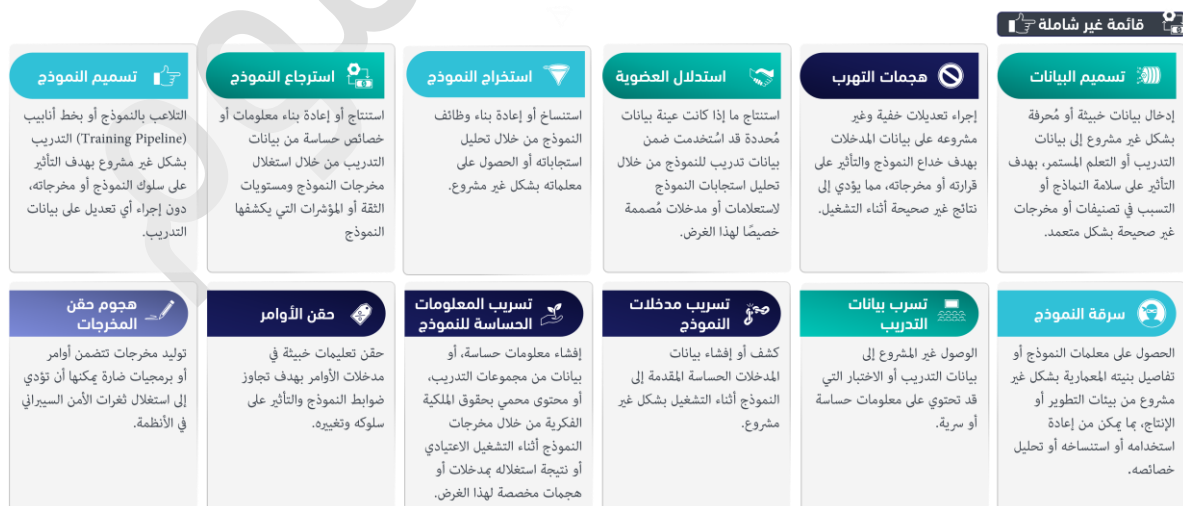 قائمة غير شاملة
تسميم البيانات
إدخال بيانات خبيثة أو مُحرفة
بشكل غير مشروع إلى بيانات
التدريب أو التعلم المستمر، بهدف
التأثير على سلامة النماذج أو
التسبب في تصنيفات أو مخرجات
غير صحيحة بشكل متعمد.
هجمات التهرب
إجراء تعديلات خفية وغير
مشروعه على بيانات المدخلات
بهدف خداع النموذج والتأثير على
قرارته أو مخرجاته، مما يؤدي إلى
نتائج غير صحيحة أثناء التشغيل.
استدلال العضوية
استنتاج ما إذا كانت عينة بيانات
مُحددة قد اسُتخدمت ضمن
بيانات تدريب للنموذج من خلال
تحليل استجابات النموذج
لاستعلامات أو مدخلات مُصممة
خصيصًا لهذا الغرض.
استخراج النموذج
استنساخ أو إعادة بناء وظائف
النموذج من خلال تحليل
استجاباته أو الحصول على
معلماته بشكل غير مشروع.
استرجاع النموذج
استنتاج أو إعادة بناء معلومات أو
خصائص حساسة من بيانات
التدريب من خلال استغلال
مخرجات النموذج ومستويات
الثقة أو المؤشرات التي يكشفها
النموذج
تسميم النموذج
التلاعب بالنموذج أو بخط أنابيب
التدريب (Training Pipeline)
بشكل غير مشروع بهدف التأثير
على سلوك النموذج أو مخرجاته،
دون إجراء أي تعديل على بيانات
التدريب.
سرقة النموذج
الحصول على معلمات النموذج أو
تفاصيل بنيته المعمارية بشكل غير
مشروع من بيئات التطوير أو
الإنتاج، بما يمكن من إعادة
استخدامه أو استنساخه أو تحليل
خصائصه.
تسرب بيانات
التدريب
الوصول غير المشروع إلى
بيانات التدريب أو الاختبار التي
قد تحتوي على معلومات حساسة
أو سرية.
تسريب مدخلات
النموذج
كشف أو إفشاء بيانات
المدخلات الحساسة المقدمة إلى
النموذج أثناء التشغيل بشكل غير
مشروع.
تسريب المعلومات
الحساسة للنموذج
إفشاء معلومات حساسة، أو
بيانات من مجموعات التدريب،
أو محتوى محمي بحقوق الملكية
الفكرية من خلال مخرجات
النموذج أثناء التشغيل الاعتيادي
أو نتيجة استغلاله بمدخلات أو
هجمات مخصصة لهذا الغرض.
حقن الأوامر
حقن تعليمات خبيثة في
مدخلات الأوامر بهدف تجاوز
ضوابط النموذج والتأثير على
سلوكه وتغييره.
هجوم حقن
المخرجات
توليد مخرجات تتضمن أوامر
أو برمجيات ضارة يمكنها أن تؤدي
إلى استغلال ثغرات الأمن السيبراني
في الأنظمة.